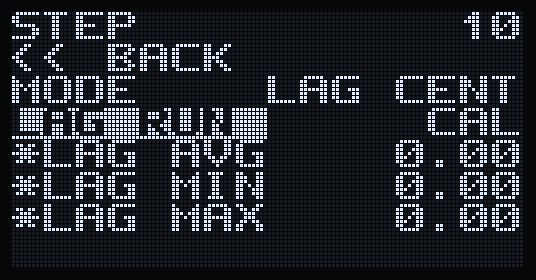 STEP 10
<< BACK
MODE LAG CENT
LAG RUN CAL
*LAG AVG 0.00
*LAG MIN 0.00
*LAG MAX 0.00